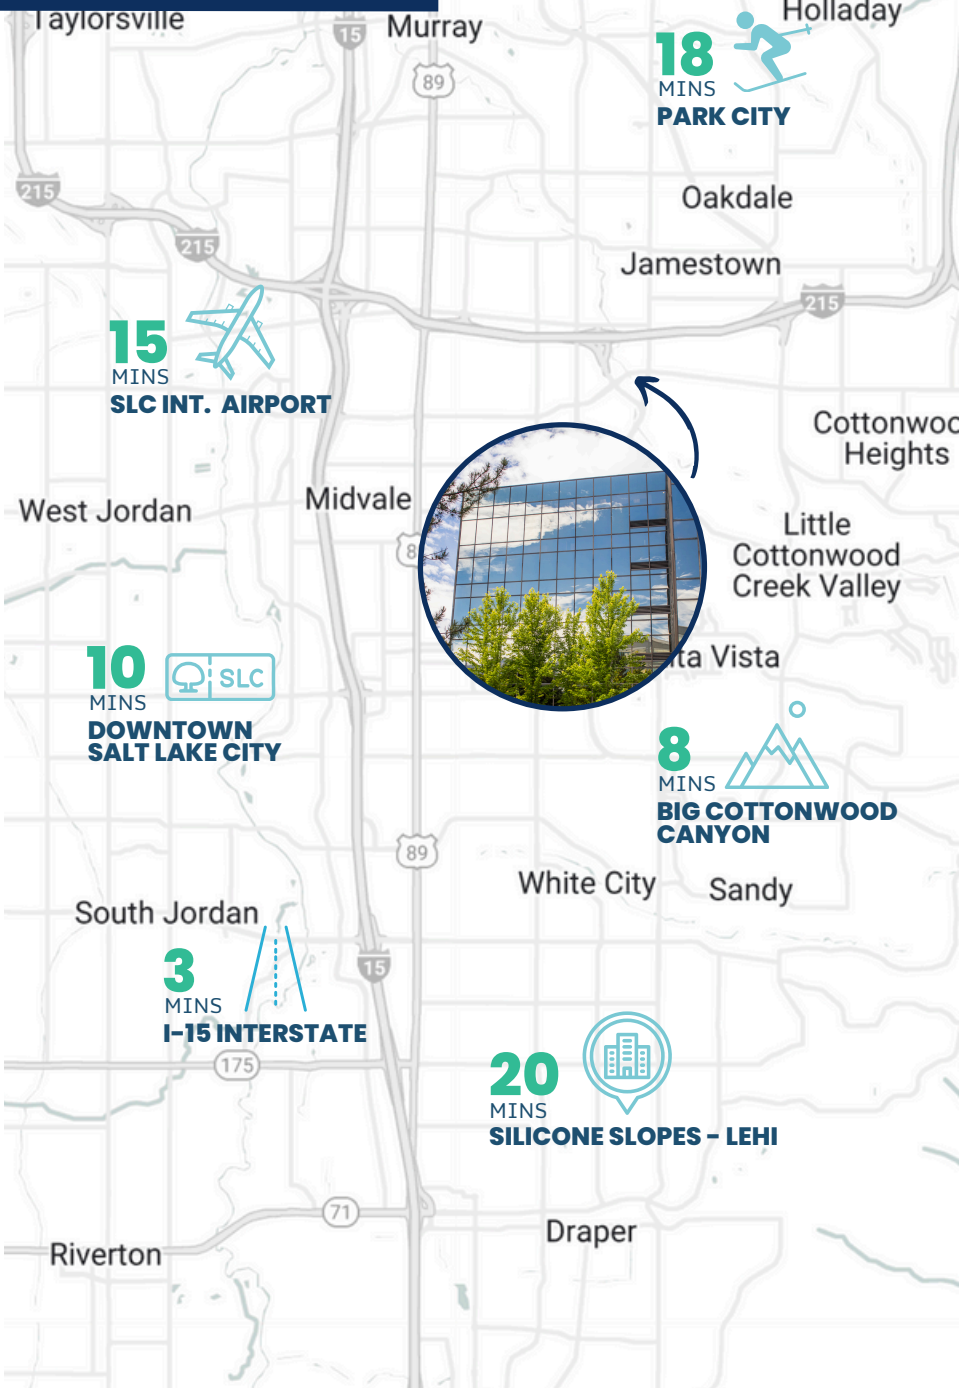 Taylorsville
Murray
Holladay
15
89
18
MINS
PARK CITY
215
Oakdale
215
Jamestown
215
15
MINS
SLC INT. AIRPORT
Cottonwoo
Heights
West Jordan
Midvale
Little
Cottonwood
Creek Valley
8
ta Vista
10
MINS
SLC
DOWNTOWN
SALT LAKE CITY
8
MINS
BIG COTTONWOOD
CANYON
89
White City
Sandy
South Jordan
15
3
MINS
I-15 INTERSTATE
175
20
MINS
SILICONE SLOPES – LEHI
71
Draper
Riverton